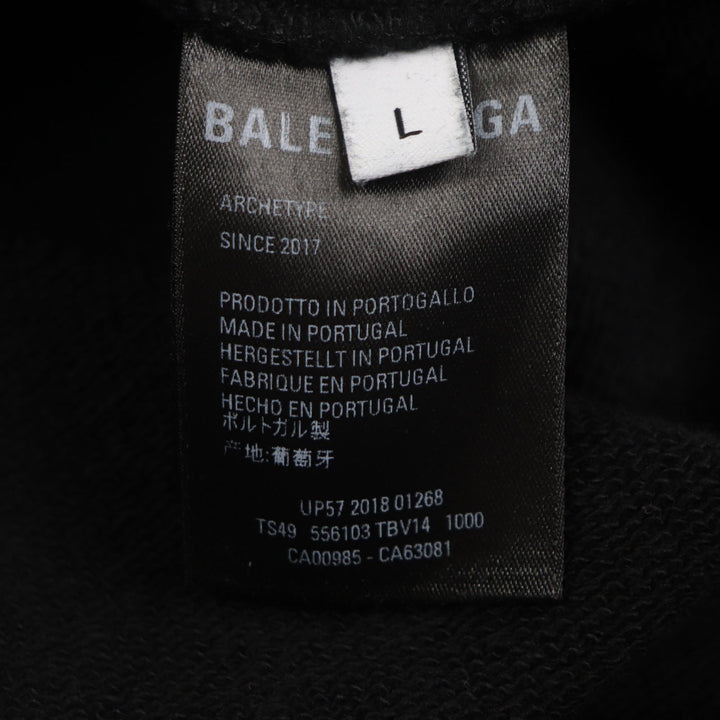 L
BALE GA
ARCHETYPE
SINCE 2017
PRODOTTO IN PORTOGALLO
MADE IN PORTUGAL
HERGESTELLT IN PORTUGAL
FABRIQUE EN PORTUGAL
HECHO EN PORTUGAL
ポルトガル製
产地:葡萄牙
UP57 2018 01268
TS49 556103 TBV14 1000
CA00985 - CA63081